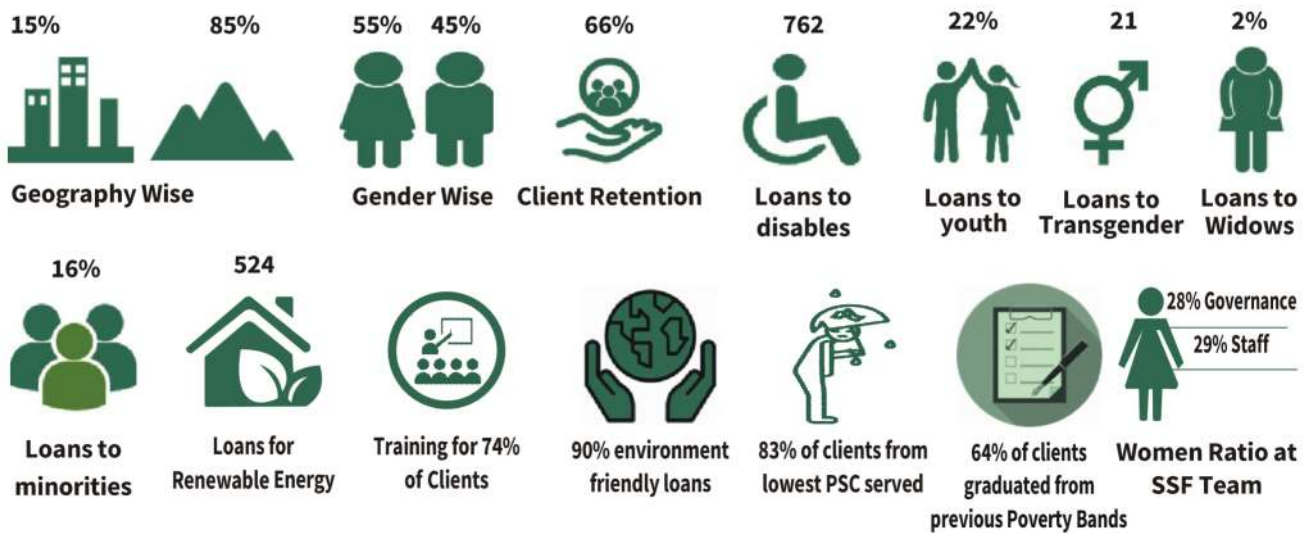 15%
85%
Geography Wise
55%
45%
Gender Wise
66%
Client Retention
762
Loans to
disables
22%
Loans to
youth
21
Loans to
Transgender
2%
Loans to
Widows
16%
Loans to
minorities
524
Loans for
Renewable Energy
Training for 74%
of Clients
90% environment
friendly loans
83% of clients from
lowest PSC served
64% of clients
graduated from
previous Poverty Bands
28% Governance
29% Staff
Women Ratio at
SSF Team